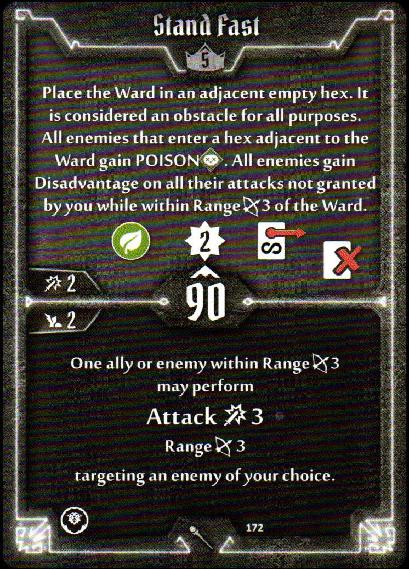 Stand Fast
5
Place the Ward in an adjacent empty hex. It
is considered an obstacle for all purposes.
All enemies that enter a hex adjacent to the
Ward gain POISON. All enemies gain
Disadvantage on all their attacks not granted
by you while within Range 3 of the Ward.
2
2
90
2
One ally or enemy within Range 3
may perform
Attack 3
Range 3
targeting an enemy of your choice.
172